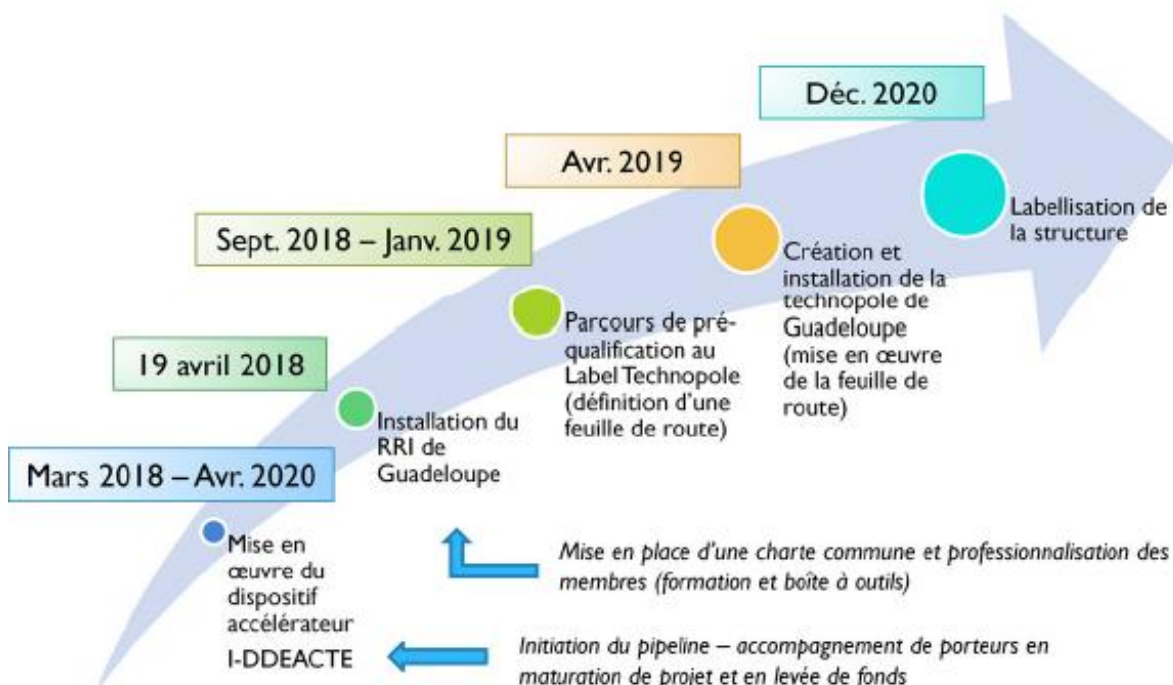 Déc. 2020
Labellisation de
la structure
Avr. 2019
Création et
installation de la
technopole de
Guadeloupe
(mise en œuvre
de la feuille de
route)
Sept. 2018 – Janv. 2019
Parcours de pré-
qualification au
Label Technopole
(définition d'une
feuille de route)
19 avril 2018
Installation du
RRI de
Guadeloupe
Mars 2018 – Avr. 2020
Mise en
œuvre du
dispositif
accélérateur
I-DDEACTE
Mise en place d'une charte commune et professionnalisation des
membres (formation et boîte à outils)
Initiation du pipeline – accompagnement de porteurs en
maturation de projet et en levée de fonds